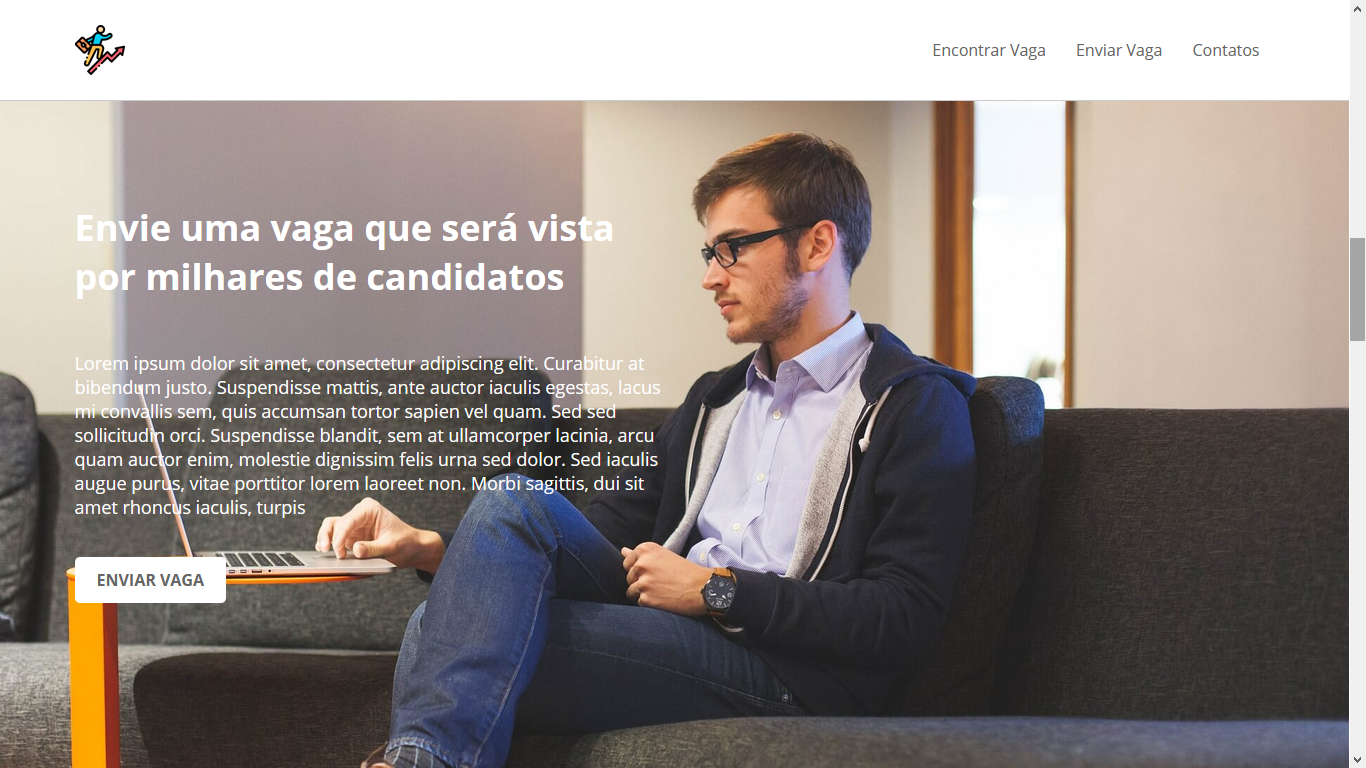 Encontrar Vaga Enviar Vaga Contatos
Envie uma vaga que será vista
por milhares de candidatos
Lorem ipsum dolor sit amet, consectetur adipiscing elit. Curabitur at
bibendum justo. Suspendisse mattis, ante auctor iaculis egestas, lacus
mi convallis sem, quis accumsan tortor sapien vel quam. Sed sed
sollicitudin orci. Suspendisse blandit, sem at ullamcorper lacinia, arcu
quam auctor enim, molestie dignissim felis urna sed dolor. Sed iaculis
augue purus, vitae porttitor lorem laoreet non. Morbi sagittis, dui sit
amet rhoncus iaculis, turpis
ENVIAR VAGA